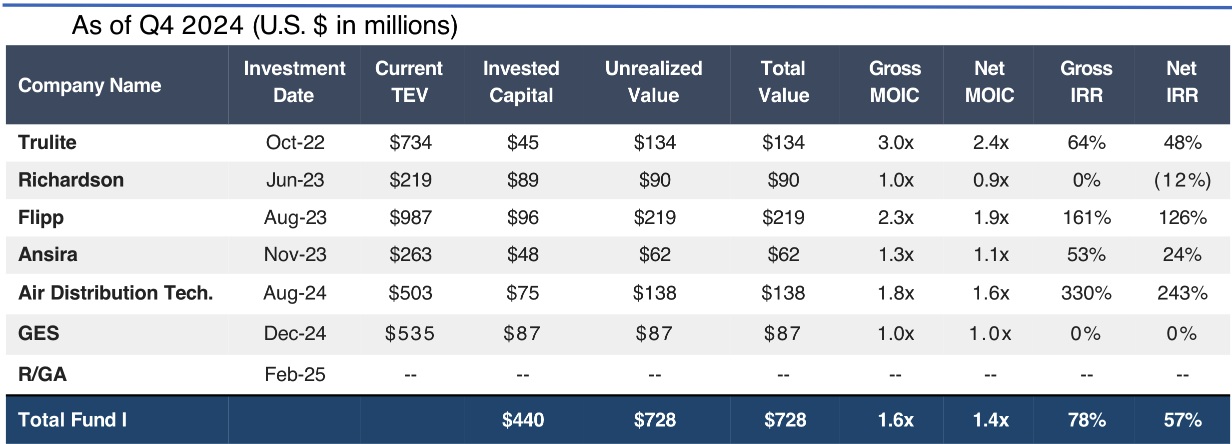 As of Q4 2024 (U.S. $ in millions)
Company Name Investment Date Current TEV Invested Capital Unrealized Value Total Value Gross MOIC Net MOIC Gross IRR Net IRR
Trulite Oct-22 $734 $45 $134 $134 3.0x 2.4x 64% 48%
Richardson Jun-23 $219 $89 $90 $90 1.0x 0.9x 0% (12%)
Flipp Aug-23 $987 $96 $219 $219 2.3x 1.9x 161% 126%
Ansira Nov-23 $263 $48 $62 $62 1.3x 1.1x 53% 24%
Air Distribution Tech. Aug-24 $503 $75 $138 $138 1.8x 1.6x 330% 243%
GES Dec-24 $535 $87 $87 $87 1.0x 1.0x 0% 0%
R/GA Feb-25 -- -- -- -- -- -- -- --
Total Fund I $440 $728 $728 1.6x 1.4x 78% 57%